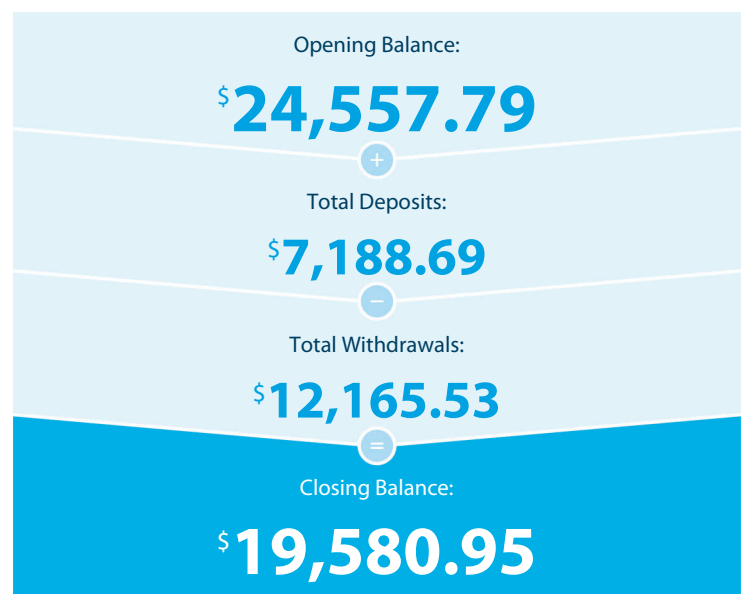 Opening Balance:
$24,557.79
+
Total Deposits:
$7,188.69
−
Total Withdrawals:
$12,165.53
=
Closing Balance:
$19,580.95